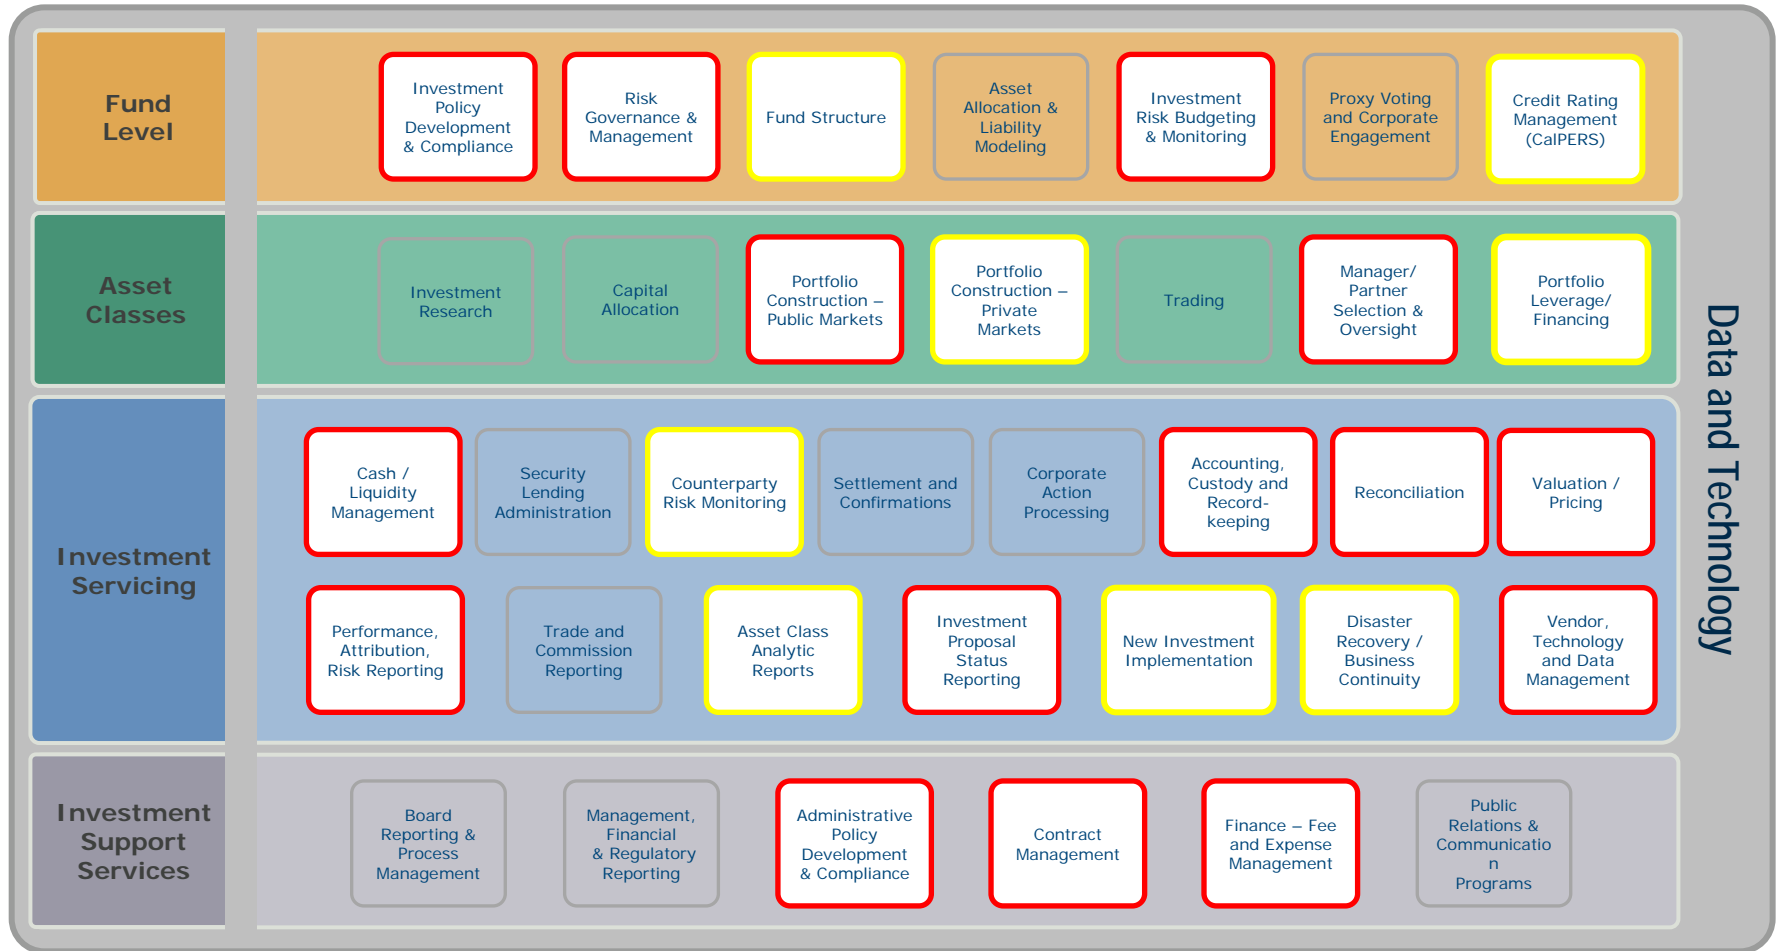 Fund
Level
Investment
Policy
Development
& Compliance
Risk
Governance &
Management
Fund Structure
Asset
Allocation &
Liability
Modeling
Investment
Risk Budgeting
& Monitoring
Proxy Voting
and Corporate
Engagement
Credit Rating
Management
(CalPERS)
Asset
Classes
Investment
Research
Capital
Allocation
Portfolio
Construction –
Public Markets
Portfolio
Construction –
Private
Markets
Trading
Manager/
Partner
Selection &
Oversight
Portfolio
Leverage/
Financing
Investment
Servicing
Cash /
Liquidity
Management
Security
Lending
Administration
Counterparty
Risk Monitoring
Settlement and
Confirmations
Corporate
Action
Processing
Accounting,
Custody and
Record-
keeping
Reconciliation
Valuation /
Pricing
Performance,
Attribution,
Risk Reporting
Trade and
Commission
Reporting
Asset Class
Analytic
Reports
Investment
Proposal
Status
Reporting
New Investment
Implementation
Disaster
Recovery /
Business
Continuity
Vendor,
Technology
and Data
Management
Investment
Support
Services
Board
Reporting &
Process
Management
Management,
Financial
& Regulatory
Reporting
Administrative
Policy
Development
& Compliance
Contract
Management
Finance – Fee
and Expense
Management
Public
Relations &
Communicatio
n
Programs
Data and Technology